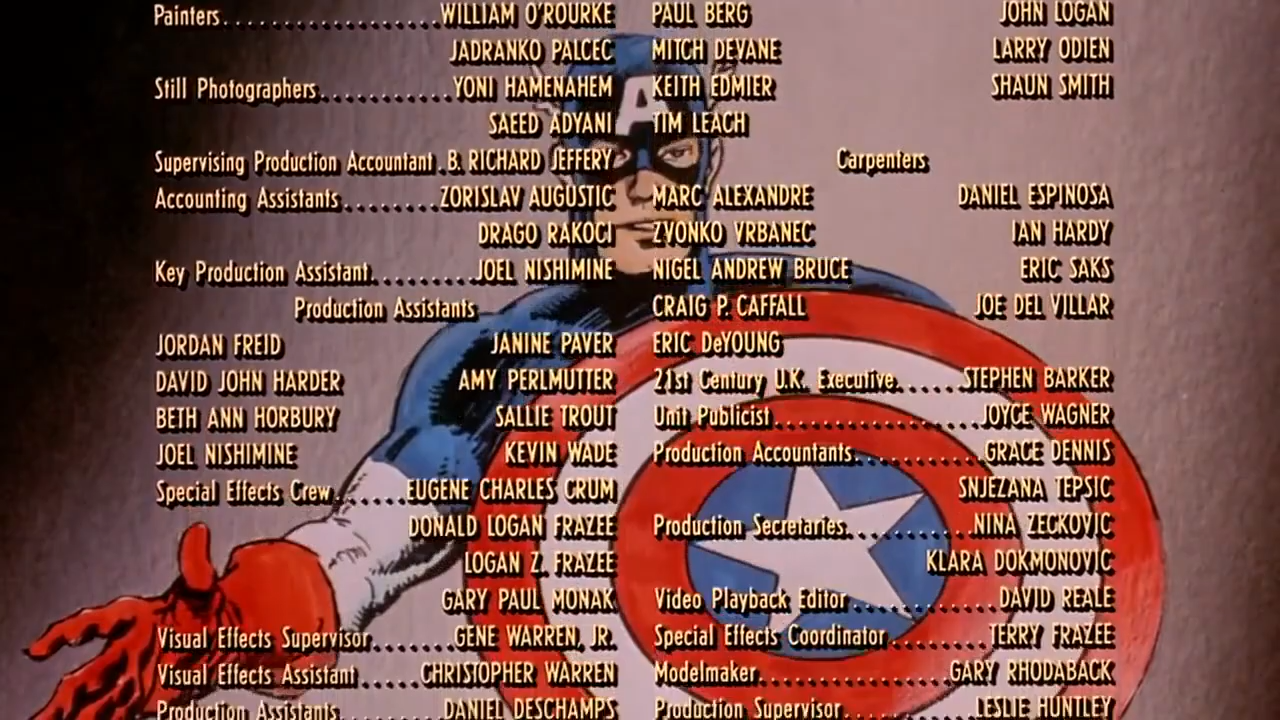 Painters......................WILLIAM O'ROURKE
JADRANKO PALCEC
Still Photographers...........YONI HAMENAHEM
SAEED ADYANI
Supervising Production Accountant.B. RICHARD JEFFERY
Accounting Assistants.........ZORISLAV AUGUSTIC
DRAGO RAKOCI
Key Production Assistant..........JOEL NISHIMINE
Production Assistants
JORDAN FREID JANINE PAVER
DAVID JOHN HARDER AMY PERLMUTTER
BETH ANN HORBURY SALLIE TROUT
JOEL NISHIMINE KEVIN WADE
Special Effects Crew.......EUGENE CHARLES CRUM
DONALD LOGAN FRAZEE
LOGAN Z. FRAZEE
GARY PAUL MONAK
Visual Effects Supervisor........GENE WARREN, JR.
Visual Effects Assistant......CHRISTOPHER WARREN
Production Assistants..........DANIEL DESCHAMPS
PAUL BERG JOHN LOGAN
MITCH DEVANE LARRY ODIEN
KEITH EDMIER SHAUN SMITH
TIM LEACH
Carpenters
MARC ALEXANDRE DANIEL ESPINOSA
ZVONKO VRBANEC IAN HARDY
NIGEL ANDREW BRUCE ERIC SAKS
CRAIG P. CAFFALL JOE DEL VILLAR
ERIC DeYOUNG
21st Century U.K. Executive......STEPHEN BARKER
Unit Publicist....................JOYCE WAGNER
Production Accountants............GRACE DENNIS
SNJEZANA TEPSIC
Production Secretaries............NINA ZECKOVIC
KLARA DOKMONOVIC
Video Playback Editor..............DAVID REALE
Special Effects Coordinator.........TERRY FRAZEE
Modelmaker...................GARY RHODABACK
Production Supervisor............LESLIE HUNTLEY